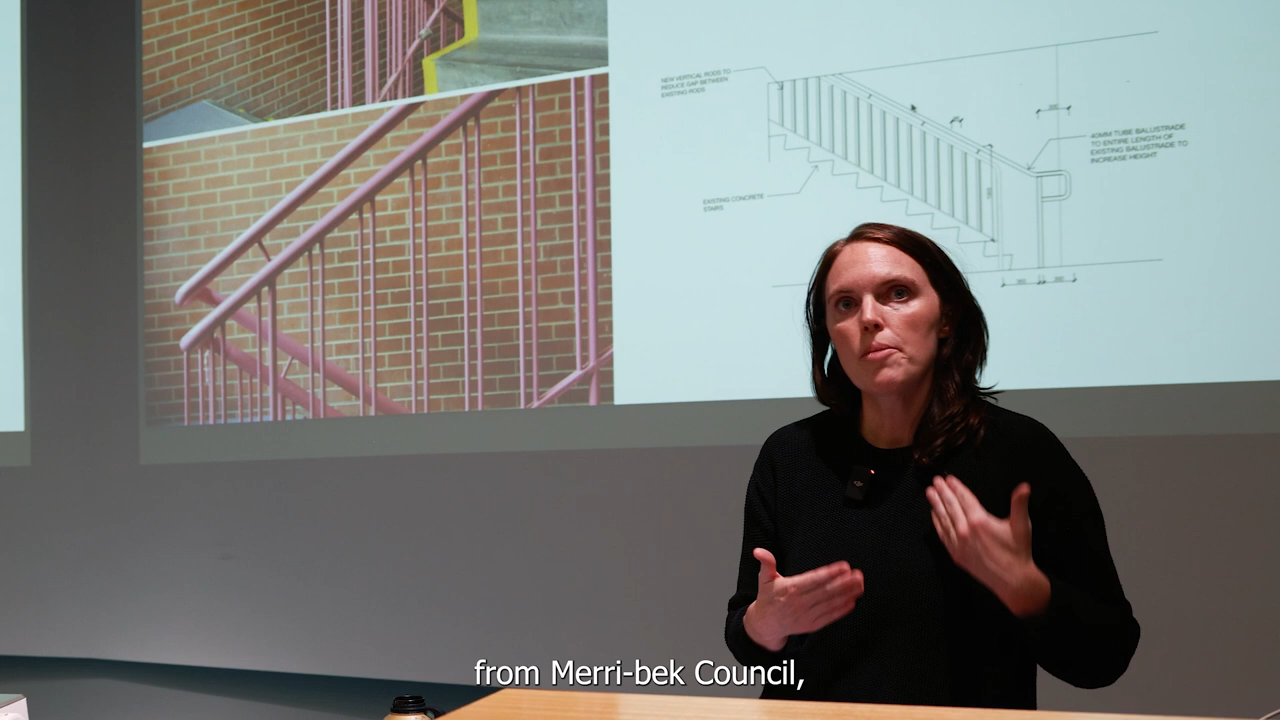 NEW VERTICAL RODS TO
REDUCE GAP BETWEEN
EXISTING RODS
40MM TUBE BALUSTRADE
TO ENTIRE LENGTH OF
EXISTING BALUSTRADE TO
INCREASE HEIGHT
EXISTING CONCRETE
STAIRS
from Merri-bek Council,